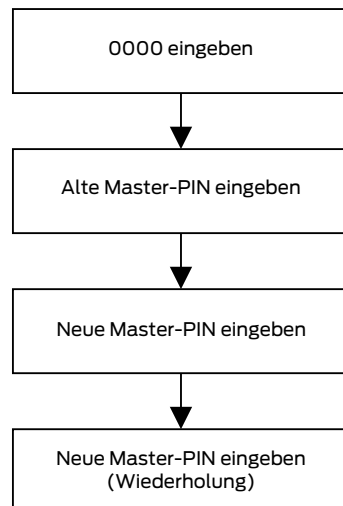 0000 eingeben
Alte Master-PIN eingeben
Neue Master-PIN eingeben
Neue Master-PIN eingeben
(Wiederholung)